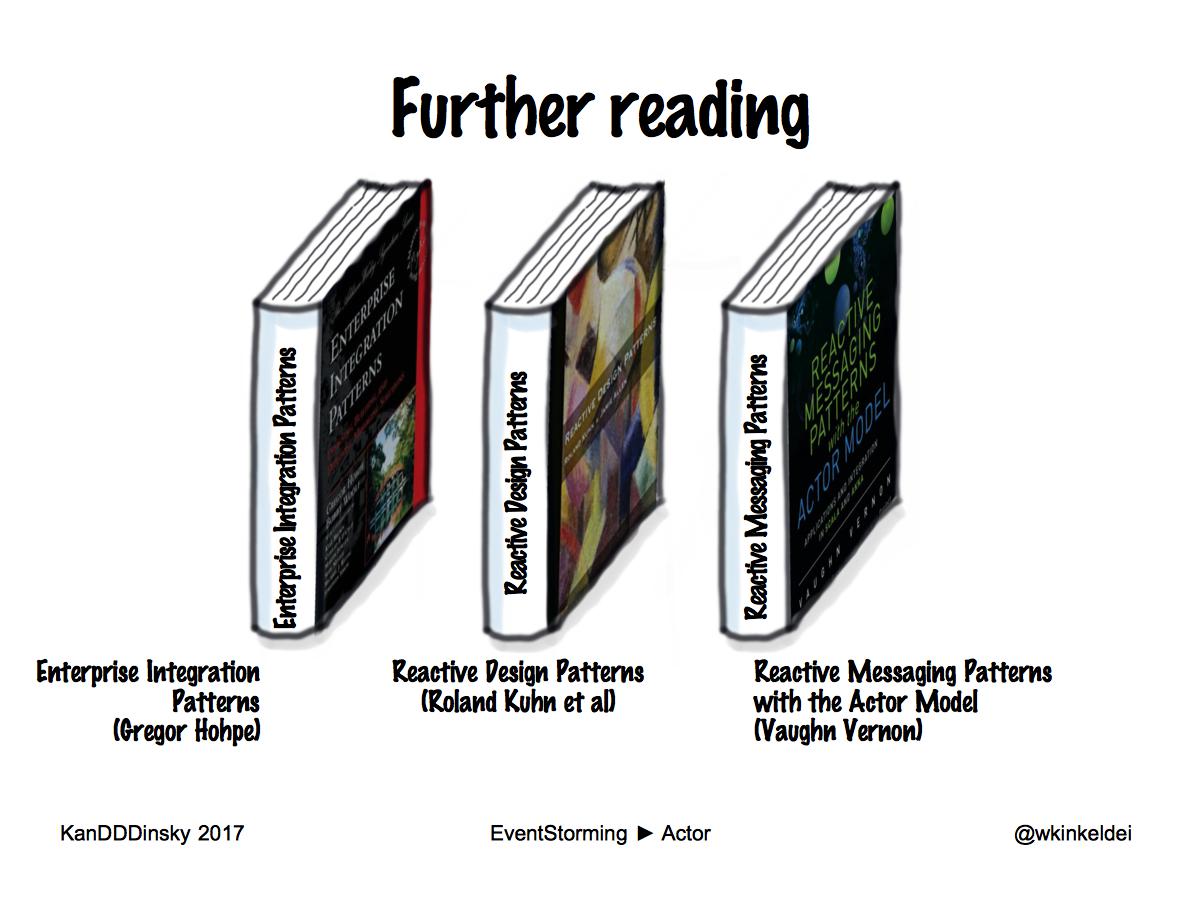 Further reading
Enterprise Integration Patterns
ENTERPRISE
INTEGRATION
PATTERNS
Reactive Design Patterns
REACTIVE DESIGN PATTERNS
Reactive Messaging Patterns
REACTIVE
MESSAGING
PATTERNS
with the
ACTOR MODEL
APPLICATIONS AND INTEGRATION
IN SCALA AND AKKA
VAUGHN VERNON
Enterprise Integration
Patterns
(Gregor Hohpe)
Reactive Design Patterns
(Roland Kuhn et al)
Reactive Messaging Patterns
with the Actor Model
(Vaughn Vernon)
KanDDDinsky 2017
EventStorming ► Actor
@wkinkeldei